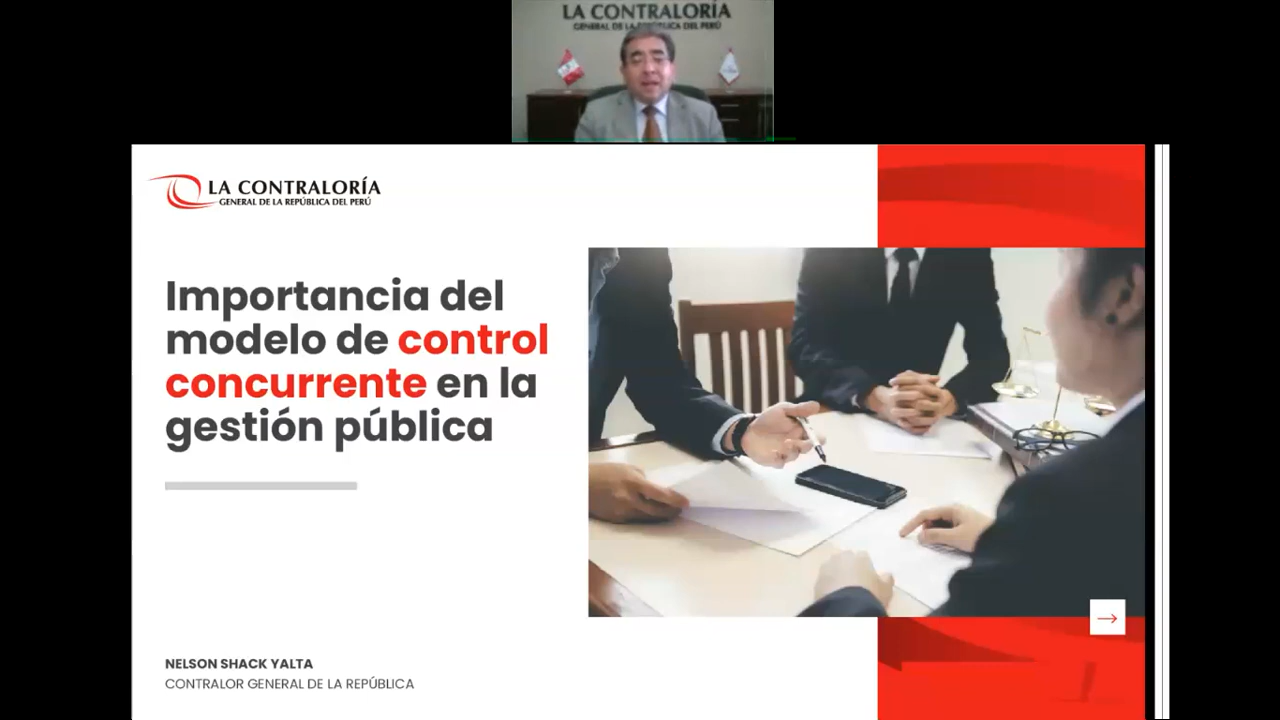 LA CONTRALORÍA
GENERAL DE LA REPÚBLICA DEL PERÚ
LA CONTRALORÍA
GENERAL DE LA REPÚBLICA DEL PERÚ
Importancia del
modelo de control
concurrente en la
gestión pública
NELSON SHACK YALTA
CONTRALOR GENERAL DE LA REPÚBLICA